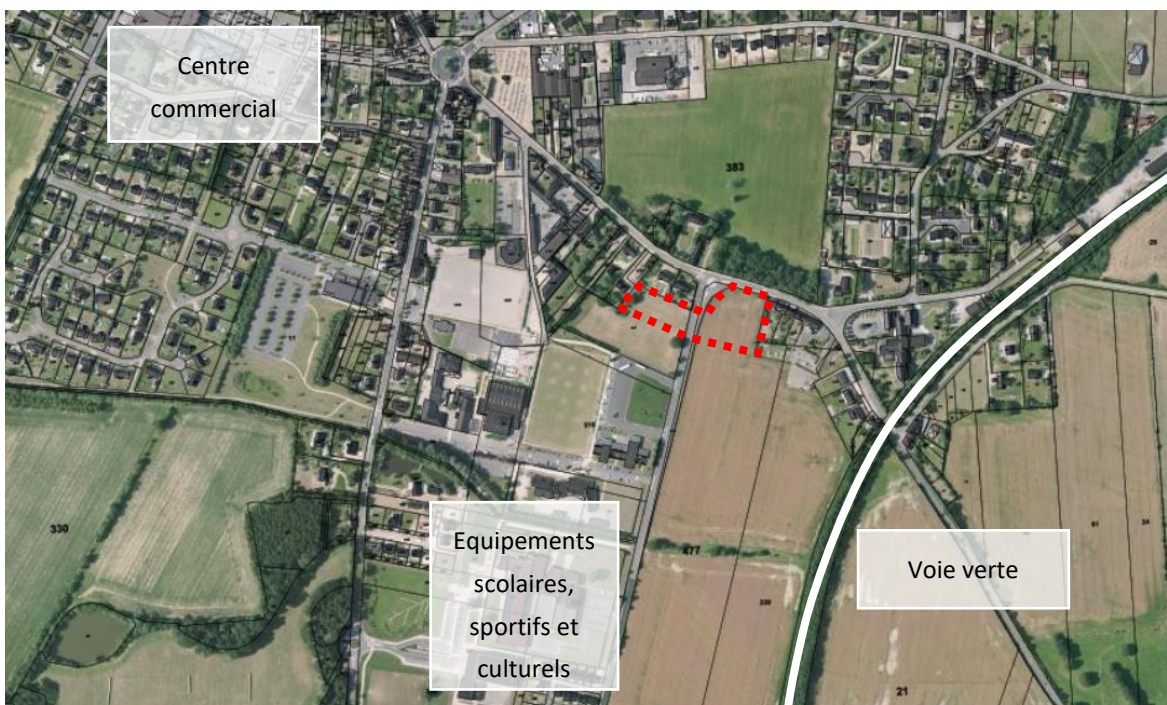 Centre
commercial
383
330
Equipements
scolaires,
sportifs et
culturels
477
Voie verte
21